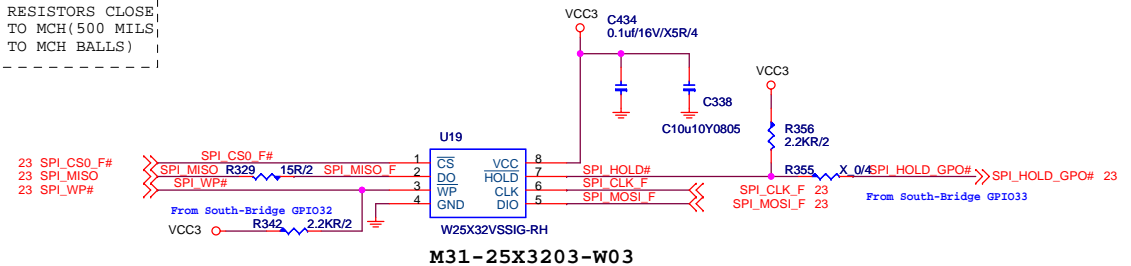 RESISTORS CLOSE
TO MCH(500 MILS
TO MCH BALLS)
VCC3
C434
0.1uf/16V/X5R/4
C338
C10u10Y0805
VCC3
R356
2.2KR/2
U19
23 SPI_CS0_F#
SPI_CS0_F#
1
CS
VCC
8
23 SPI_MISO
SPI_MISO
R329
15R/2
SPI_MISO_F
2
DO
HOLD
7
SPI_HOLD#
R355
X_0/4
SPI_HOLD_GPO#
SPI_HOLD_GPO# 23
23 SPI_WP#
SPI_WP#
3
WP
CLK
6
SPI_CLK_F
SPI_CLK_F 23
4
GND
DIO
5
SPI_MOSI_F
SPI_MOSI_F 23
From South-Bridge GPIO32
From South-Bridge GPIO33
VCC3
R342
2.2KR/2
W25X32VSSIG-RH
M31-25X3203-W03